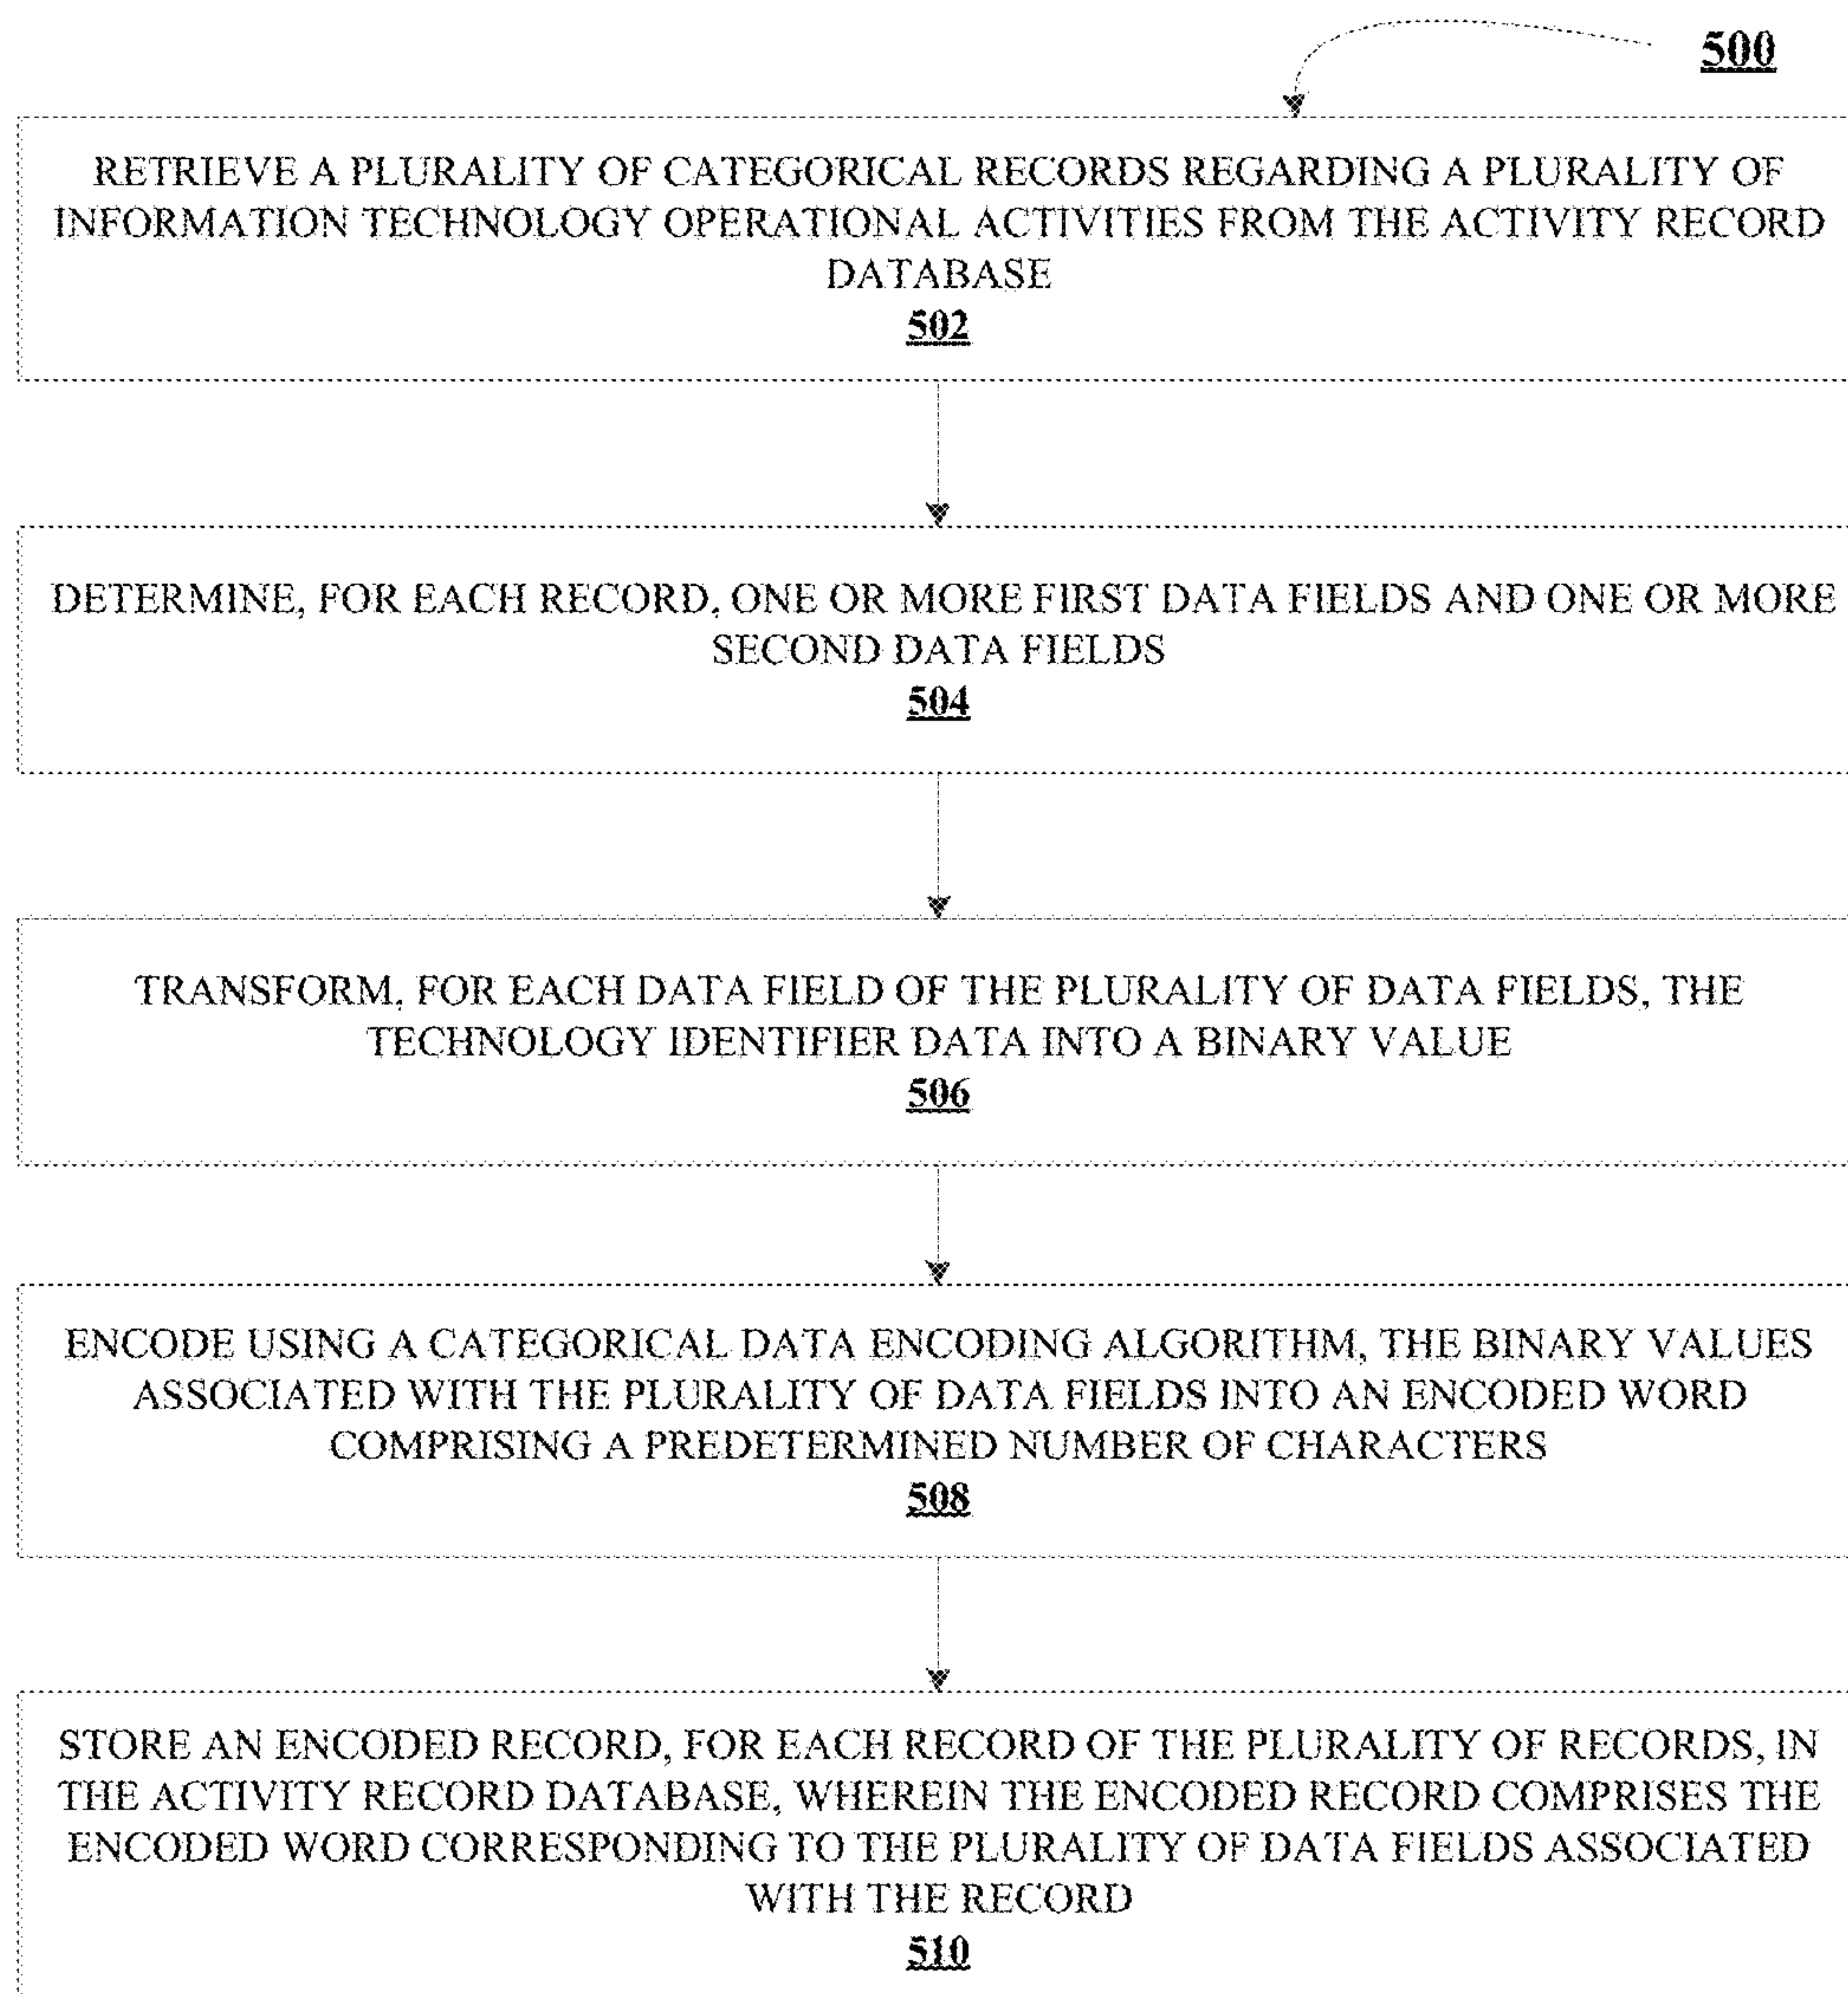 500
RETRIEVE A PLURALITY OF CATEGORICAL RECORDS REGARDING A PLURALITY OF
INFORMATION TECHNOLOGY OPERATIONAL ACTIVITIES FROM THE ACTIVITY RECORD
DATABASE
502
DETERMINE, FOR EACH RECORD, ONE OR MORE FIRST DATA FIELDS AND ONE OR MORE
SECOND DATA FIELDS
504
TRANSFORM, FOR EACH DATA FIELD OF THE PLURALITY OF DATA FIELDS, THE
TECHNOLOGY IDENTIFIER DATA INTO A BINARY VALUE
506
ENCODE USING A CATEGORICAL DATA ENCODING ALGORITHM, THE BINARY VALUES
ASSOCIATED WITH THE PLURALITY OF DATA FIELDS INTO AN ENCODED WORD
COMPRISING A PREDETERMINED NUMBER OF CHARACTERS
508
STORE AN ENCODED RECORD, FOR EACH RECORD OF THE PLURALITY OF RECORDS, IN
THE ACTIVITY RECORD DATABASE, WHEREIN THE ENCODED RECORD COMPRISES THE
ENCODED WORD CORRESPONDING TO THE PLURALITY OF DATA FIELDS ASSOCIATED
WITH THE RECORD
510